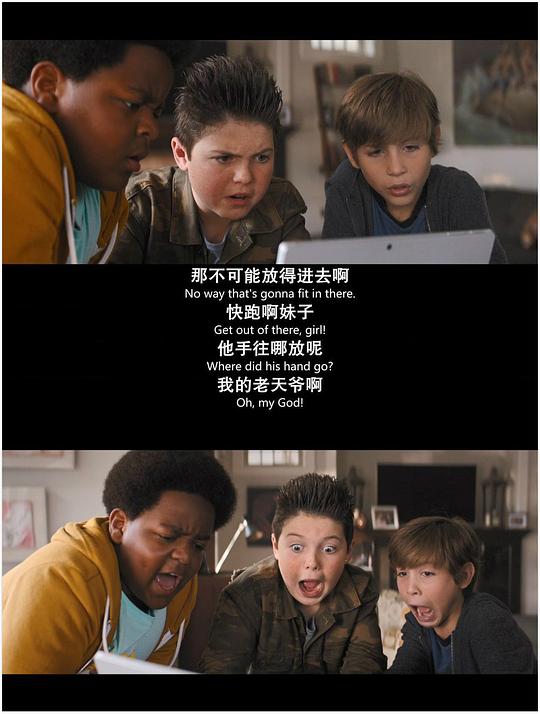 那不可能放得进去啊
No way that's gonna fit in there.
快跑啊妹子
Get out of there, girl!
他手往哪放呢
Where did his hand go?
我的老天爷啊
Oh, my God!